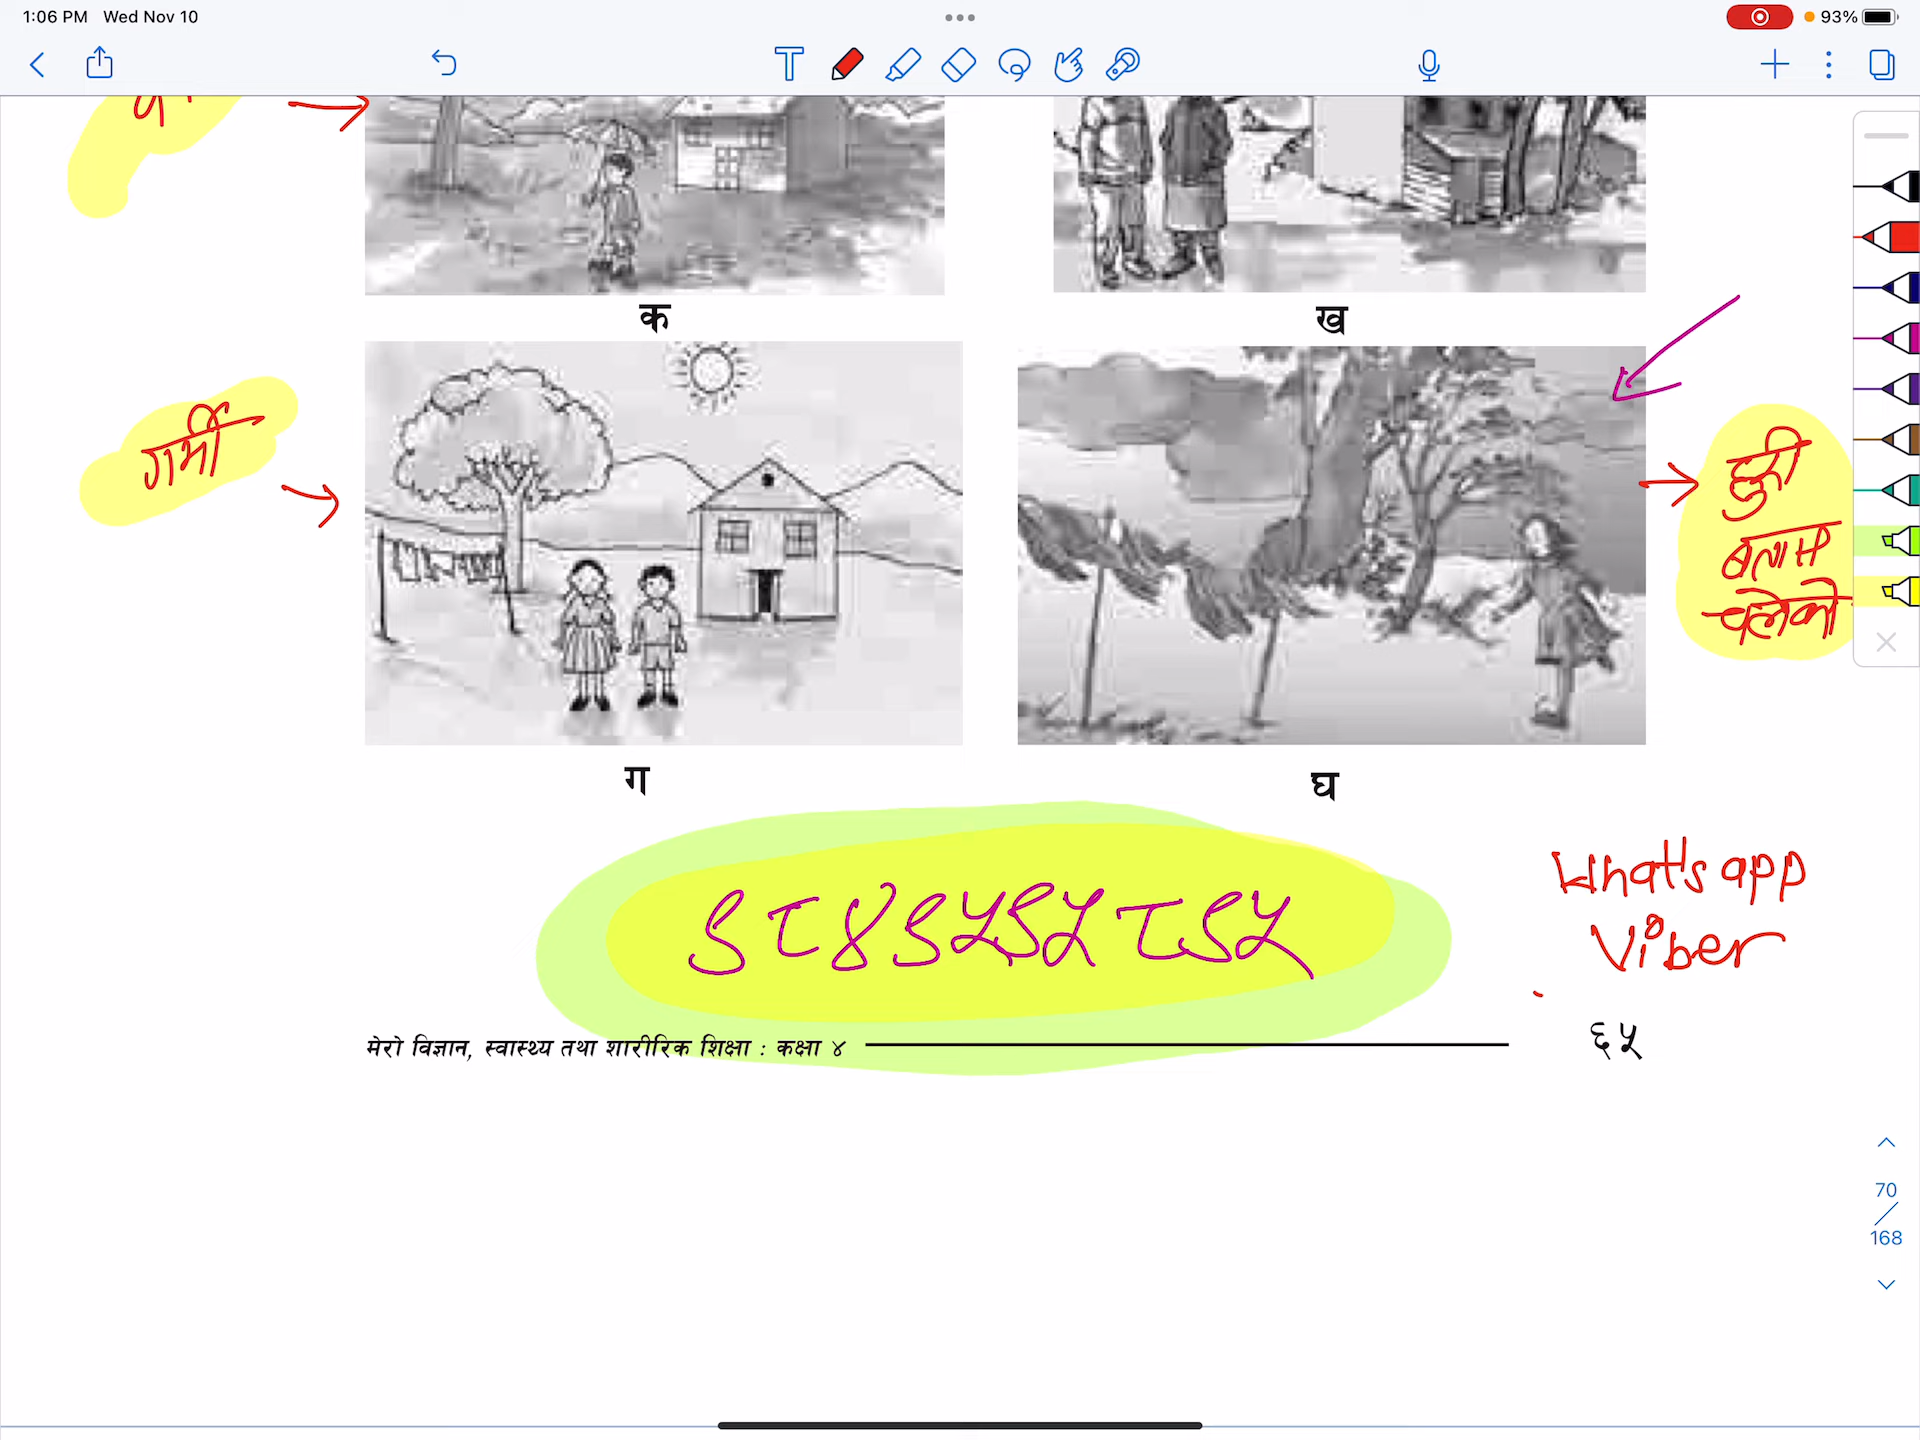 1:06 PM Wed Nov 10
93%
क
ख
गर्मी
ग
घ
हुरी
बतास
चलेको
What's app
Viber
९८४९५९५८९५
मेरो विज्ञान, स्वास्थ्य तथा शारीरिक शिक्षा : कक्षा ४
६५
70
168